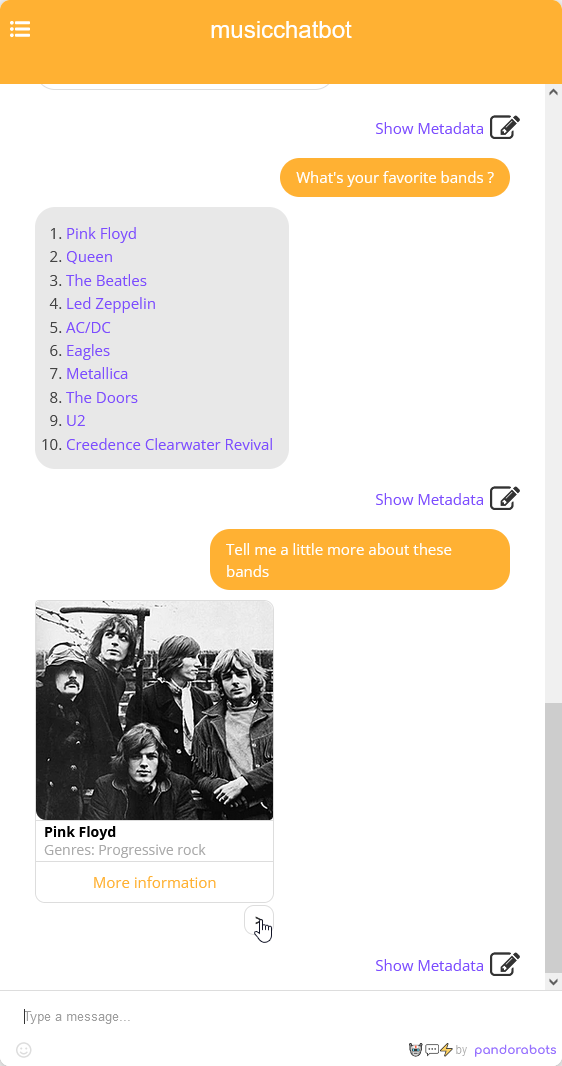 musicchatbot
Show Metadata
What's your favorite bands ?
1. Pink Floyd
2. Queen
3. The Beatles
4. Led Zeppelin
5. AC/DC
6. Eagles
7. Metallica
8. The Doors
9. U2
10. Creedence Clearwater Revival
Show Metadata
Tell me a little more about these
bands
Pink Floyd
Genres: Progressive rock
More information
Show Metadata
Type a message...
by pandorabots